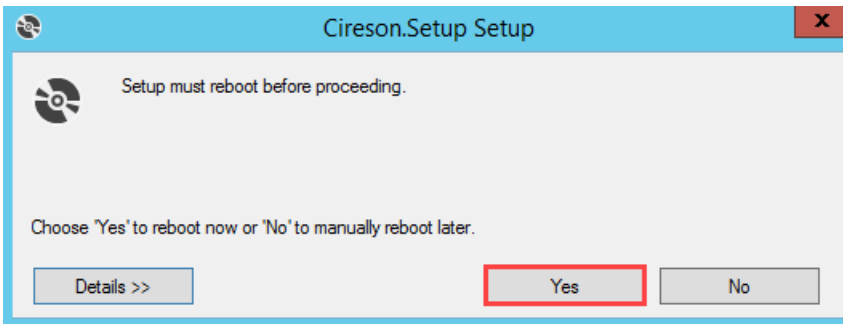 Cireson.Setup Setup
x
Setup must reboot before proceeding.
Choose 'Yes' to reboot now or 'No' to manually reboot later.
Details >>
Yes
No